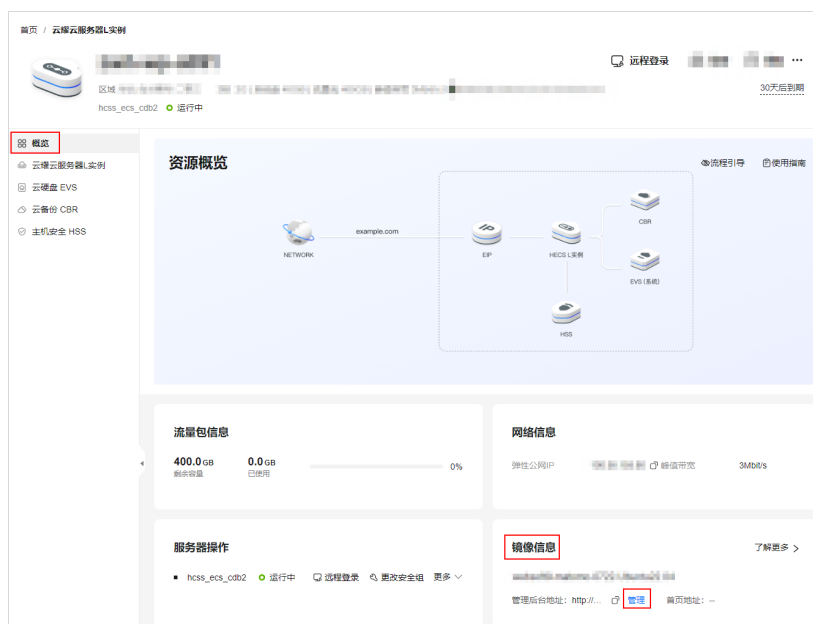 首页 / 云耀云服务器L实例
远程登录
区域
30天后到期
hcss_ecs_cdb2 运行中
概览
云耀云服务器L实例
云硬盘 EVS
云备份 CBR
主机安全 HSS
资源概览
流程引导 使用指南
CBR
example.com
NETWORK
EIP
HECS L实例
EVS (系统)
HSS
流量包信息
400.0 GB 0.0 GB 0%
剩余容量 已使用
网络信息
弹性公网IP 峰值带宽 3Mbit/s
服务器操作
hcss_ecs_cdb2 运行中 远程登录 更改安全组 更多
镜像信息 了解更多
管理后台地址: http://... 管理 首页地址: --